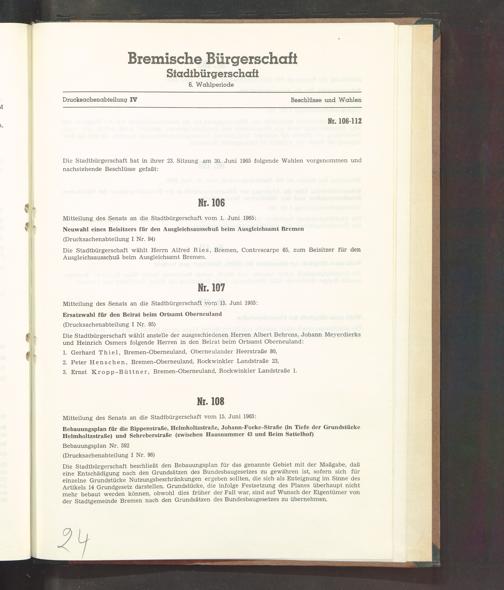 Bremische Bürgerschaft
Stadtbürgerschaft
6. Wahlperiode
Drucksachenabteilung IV Beschlüsse und Wahlen
Nr. 106-112
Die Stadtbürgerschaft hat in ihrer 23. Sitzung am 30. Juni 1965 folgende Wahlen vorgenommen und
nachstehende Beschlüsse gefaßt:
Nr. 106
Mitteilung des Senats an die Stadtbürgerschaft vom 1. Juni 1965:
Neuwahl eines Beisitzers für den Ausgleichsausschuß beim Ausgleichsamt Bremen
(Drucksachenabteilung I Nr. 94)
Die Stadtbürgerschaft wählt Herrn Alfred Ries, Bremen, Contrescarpe 65, zum Beisitzer für den
Ausgleichsausschuß beim Ausgleichsamt Bremen.
Nr. 107
Mitteilung des Senats an die Stadtbürgerschaft vom 15. Juni 1965:
Ersatzwahl für den Beirat beim Ortsamt Oberneuland
(Drucksachenabteilung I Nr. 95)
Die Stadtbürgerschaft wählt anstelle der ausgeschiedenen Herren Albert Behrens, Johann Meyerdierks
und Heinrich Osmers folgende Herren in den Beirat beim Ortsamt Oberneuland:
1. Gerhard Thiel, Bremen-Oberneuland, Oberneulander Heerstraße 80,
2. Peter Henschen, Bremen-Oberneuland, Rockwinkler Landstraße 23,
3. Ernst Kropp-Büttner, Bremen-Oberneuland, Rockwinkler Landstraße 1.
Nr. 108
Mitteilung des Senats an die Stadtbürgerschaft vom 15. Juni 1965:
Bebauungsplan für die Bippenstraße, Helmholtzstraße, Johann-Focke-Straße (in Tiefe der Grundstücke
Helmholtzstraße) und Schreberstraße (zwischen Hausnummer 43 und Beim Sattelhof)
Bebauungsplan Nr. 592
(Drucksachenabteilung I Nr. 96)
Die Stadtbürgerschaft beschließt den Bebauungsplan für das genannte Gebiet mit der Maßgabe, daß
eine Entschädigung nach den Grundsätzen des Bundesbaugesetzes zu gewähren ist, sofern sich für
einzelne Grundstücke Nutzungsbeschränkungen ergeben sollten, die sich als Enteignung im Sinne des
Artikels 14 Grundgesetz darstellen. Grundstücke, die infolge Festsetzung des Planes überhaupt nicht
mehr bebaut werden können, obwohl dies früher der Fall war, sind auf Wunsch der Eigentümer von
der Stadtgemeinde Bremen nach den Grundsätzen des Bundesbaugesetzes zu übernehmen.
24